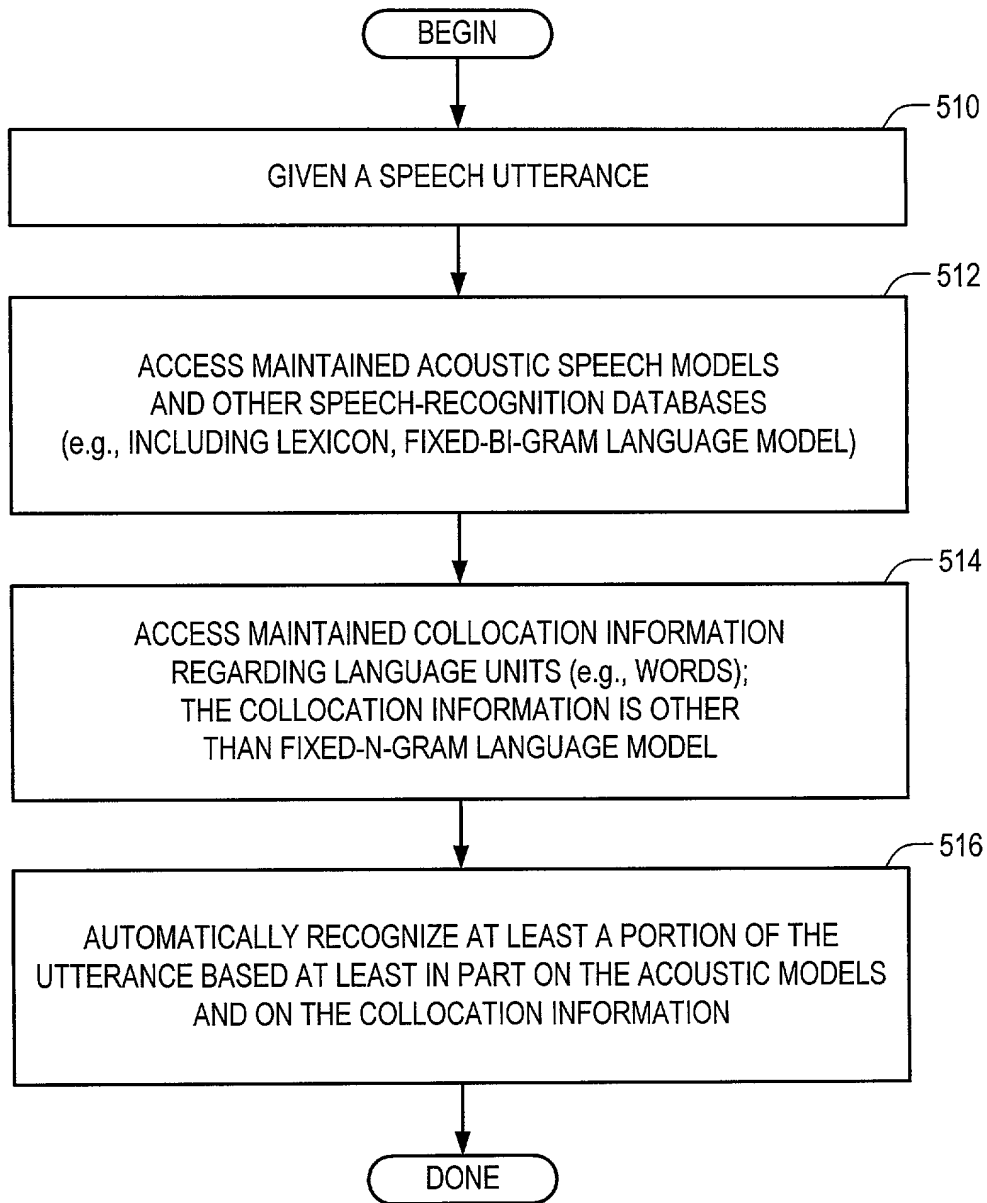 BEGIN
510
GIVEN A SPEECH UTTERANCE
512
ACCESS MAINTAINED ACOUSTIC SPEECH MODELS
AND OTHER SPEECH-RECOGNITION DATABASES
(e.g., INCLUDING LEXICON, FIXED-BI-GRAM LANGUAGE MODEL)
514
ACCESS MAINTAINED COLLOCATION INFORMATION
REGARDING LANGUAGE UNITS (e.g., WORDS);
THE COLLOCATION INFORMATION IS OTHER
THAN FIXED-N-GRAM LANGUAGE MODEL
516
AUTOMATICALLY RECOGNIZE AT LEAST A PORTION OF THE
UTTERANCE BASED AT LEAST IN PART ON THE ACOUSTIC MODELS
AND ON THE COLLOCATION INFORMATION
DONE